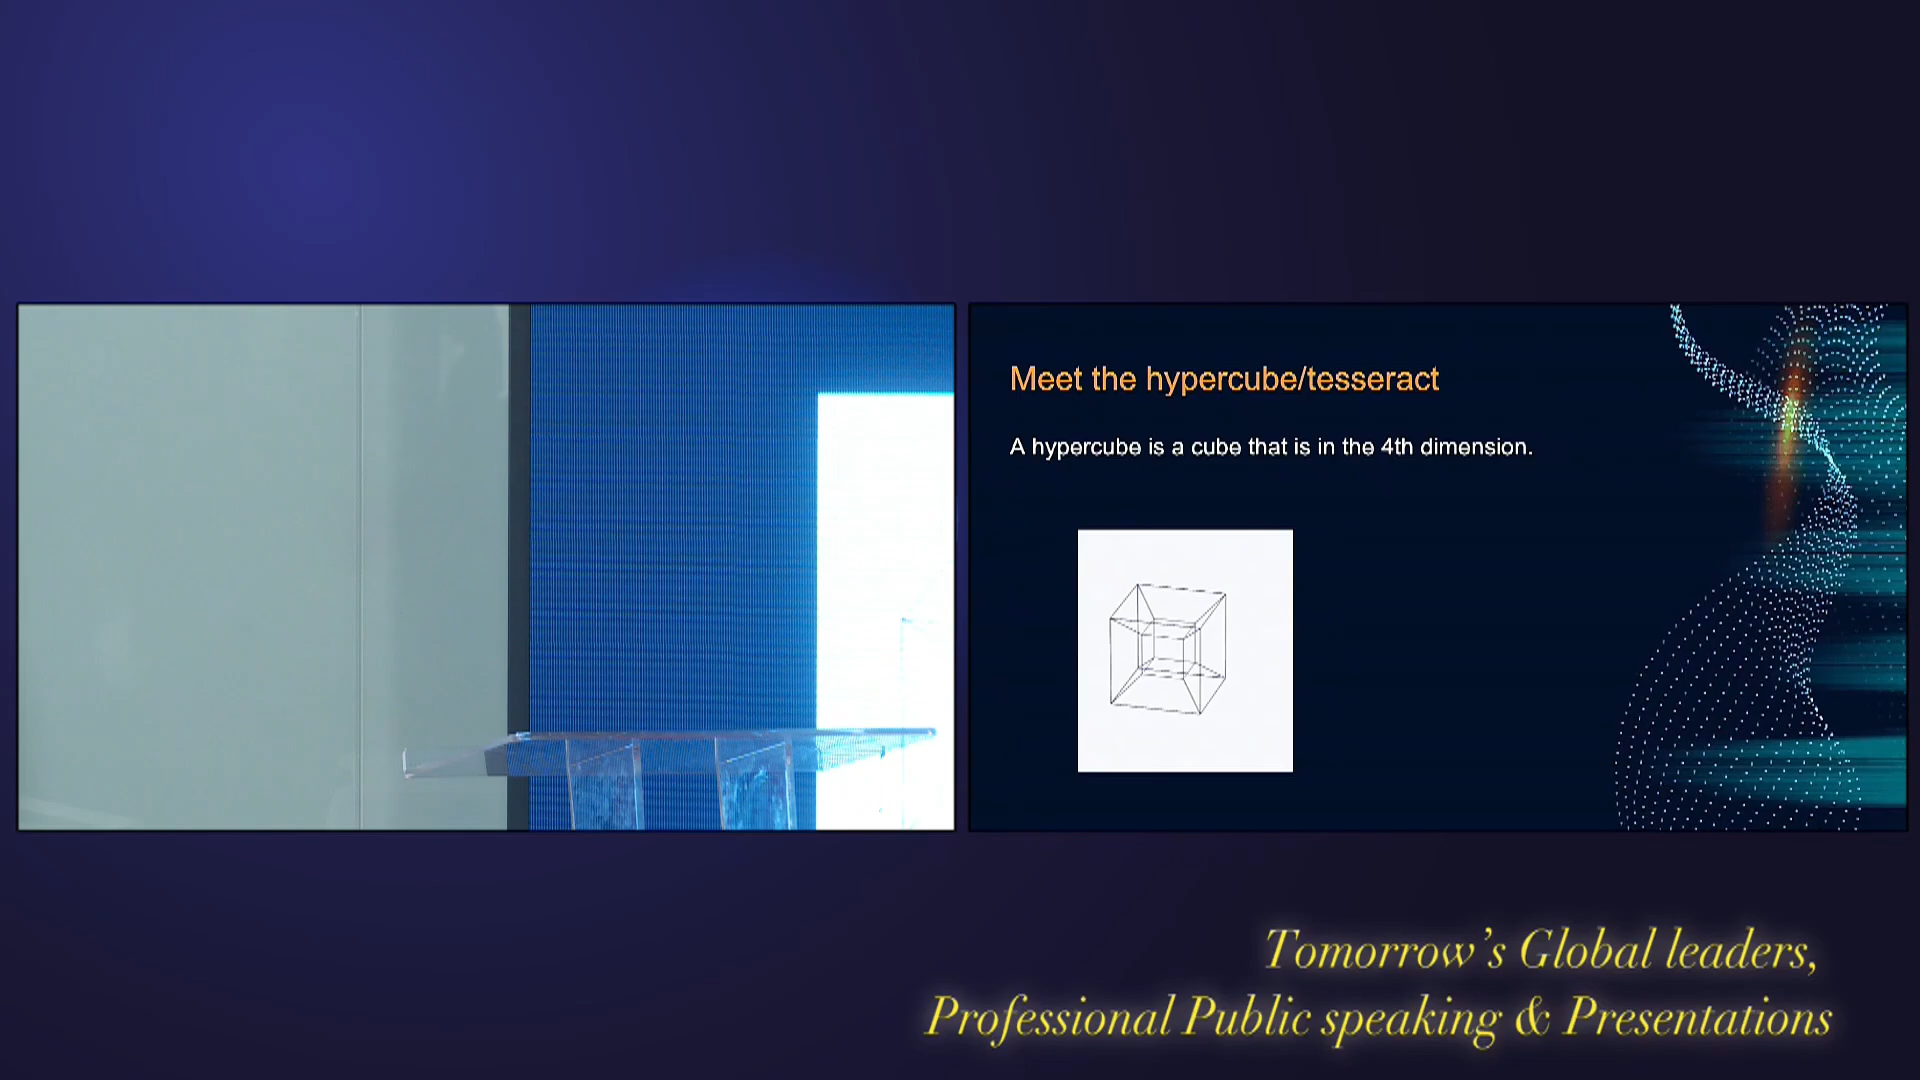 Meet the hypercube/tesseract
A hypercube is a cube that is in the 4th dimension.
Tomorrow's Global leaders,
Professional Public speaking & Presentations